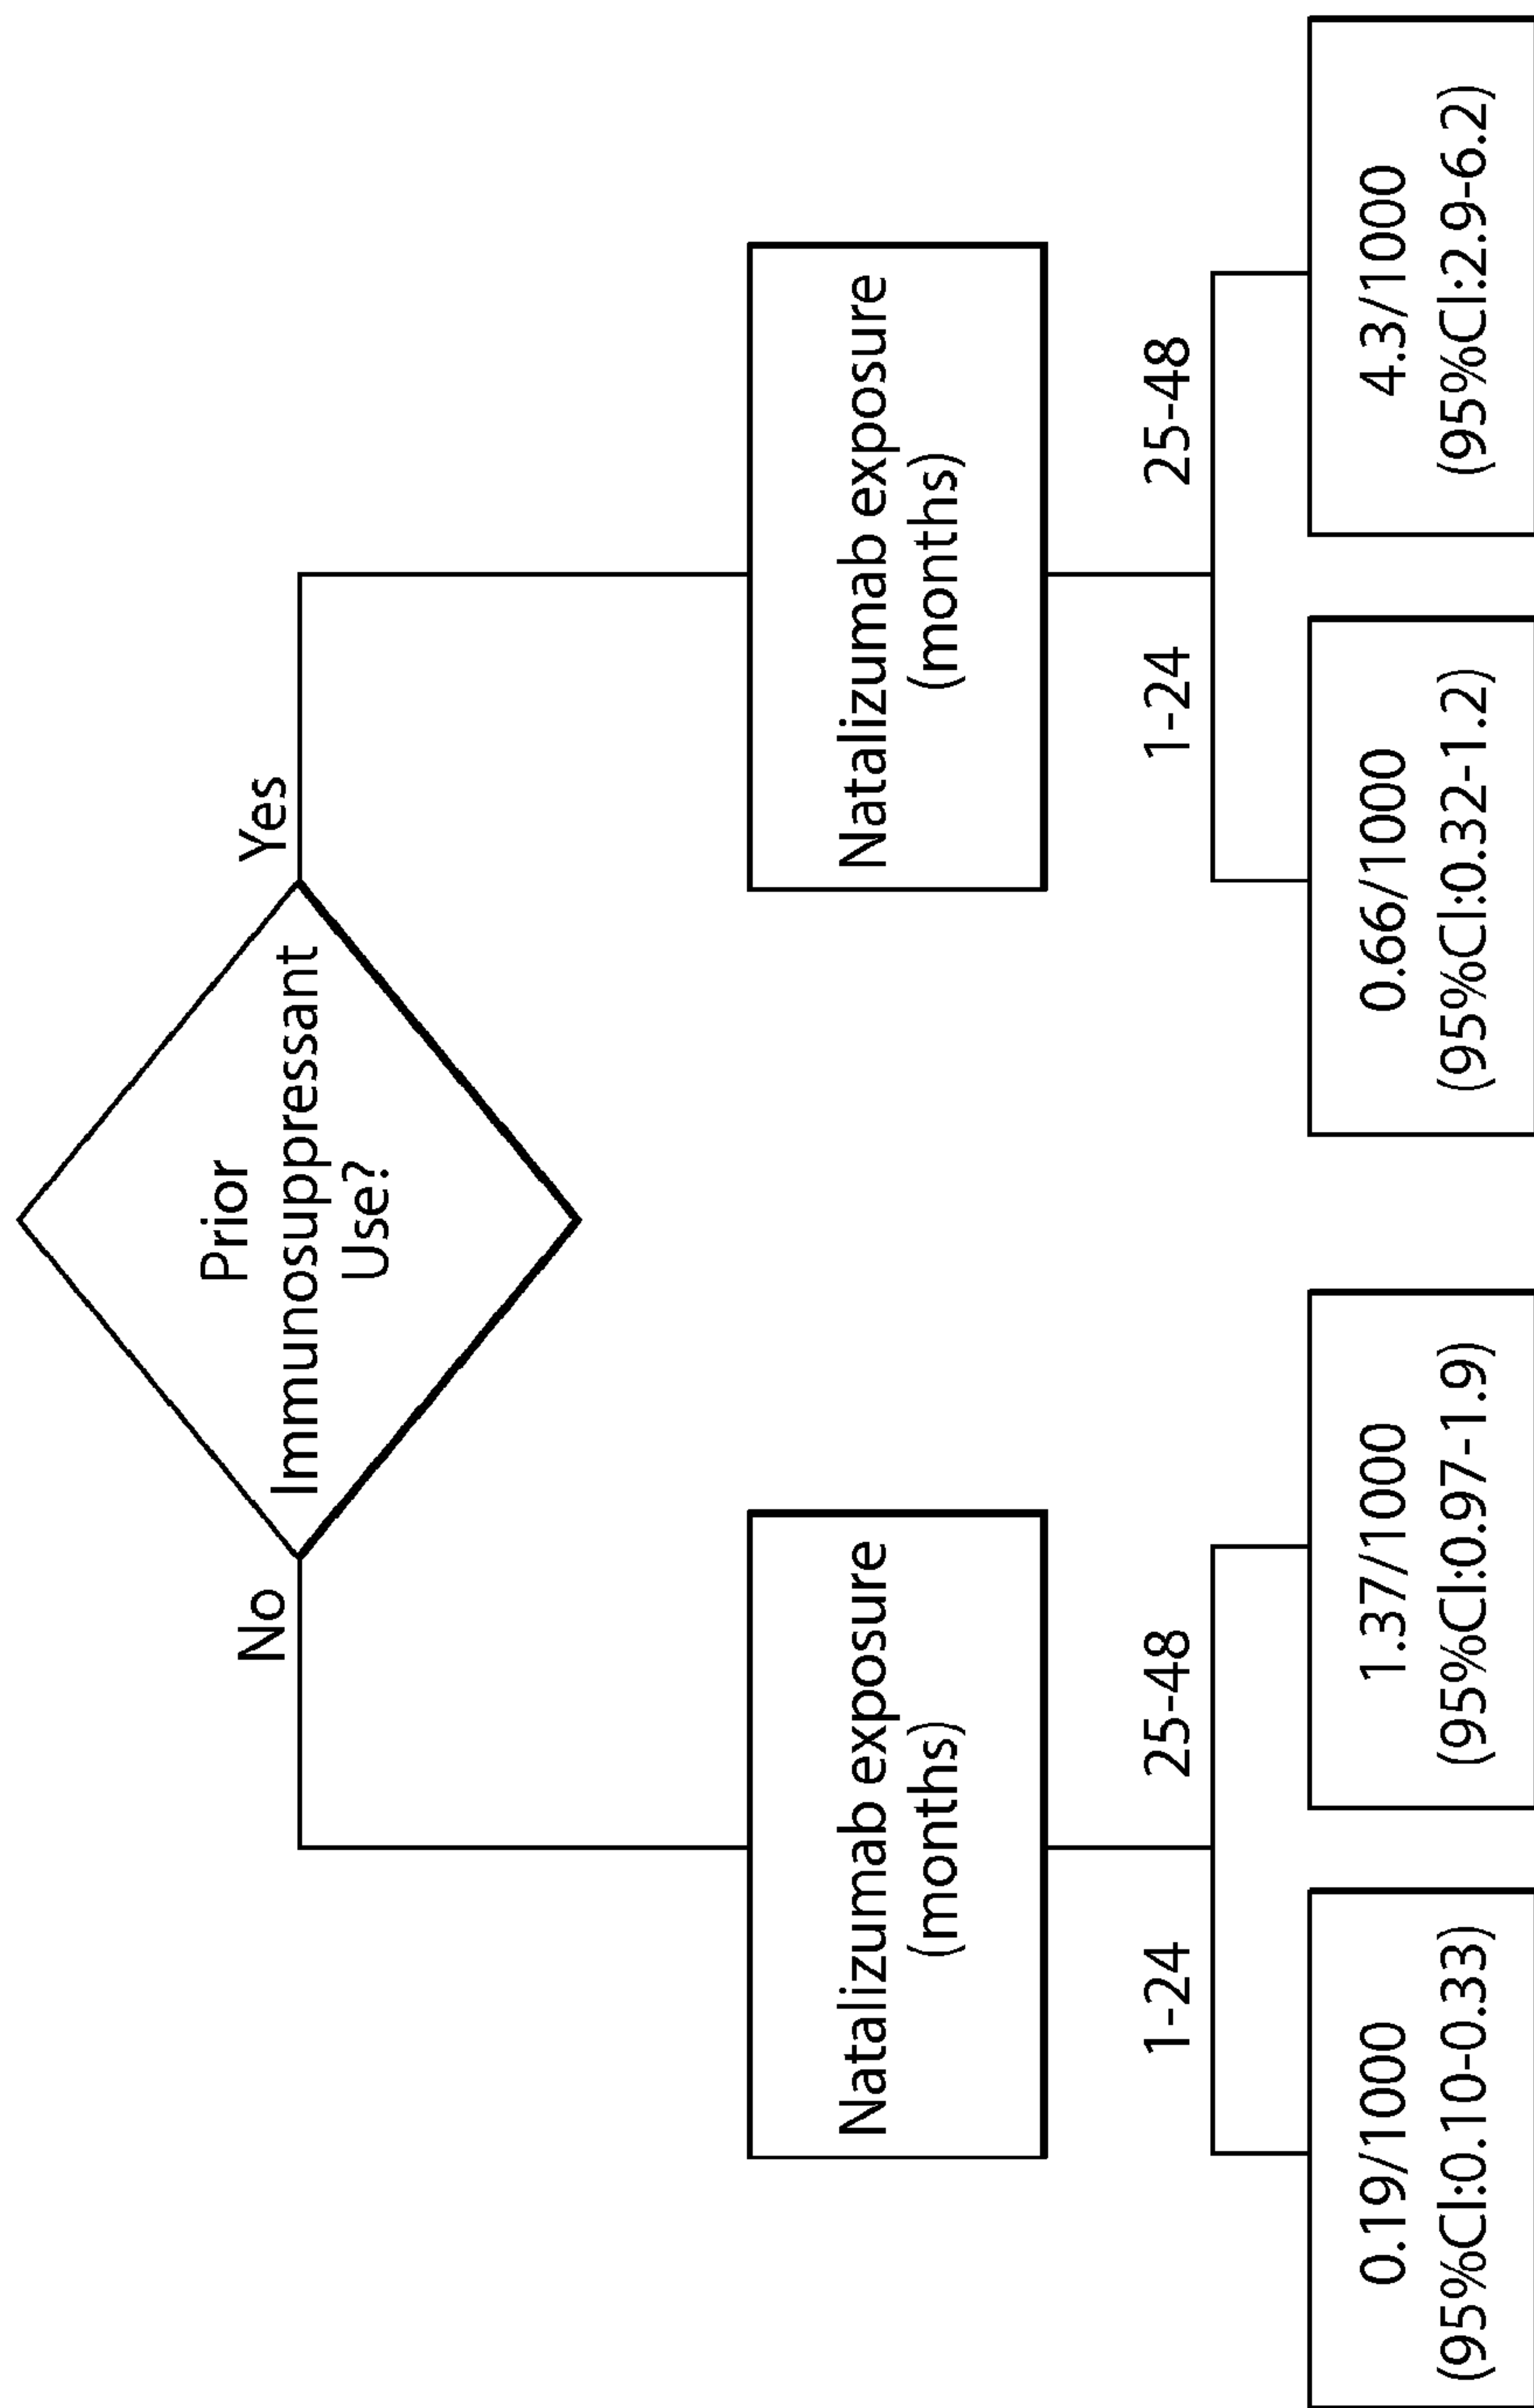 Prior
Immunosuppressant
Use?
No
Yes
Natalizumab exposure
(months)
Natalizumab exposure
(months)
1-24
25-48
1-24
25-48
0.19/1000
(95%CI:0.10-0.33)
1.37/1000
(95%CI:0.97-1.9)
0.66/1000
(95%CI:0.32-1.2)
4.3/1000
(95%CI:2.9-6.2)